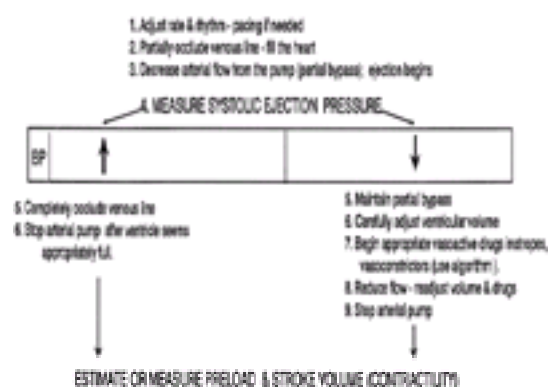 1. Adjust rate & rhythm - pacing if needed
2. Partially occlude venous line - fill the heart
3. Decrease arterial flow from the pump (partial bypass); ejection begins
4. MEASURE SYSTOLIC EJECTION PRESSURE
BP
5. Completely occlude venous line
6. Stop arterial pump after ventricle seems
appropriately full.
5. Maintain partial bypass
6. Carefully adjust ventricular volume
7. Begin appropriate vasoactive drugs inotropes,
vasoconstrictors (use algorithm).
8. Reduce flow - readjust volume & drugs
9. Stop arterial pump
ESTIMATE OR MEASURE PRELOAD & STROKE VOLUME (CONTRACTILITY)